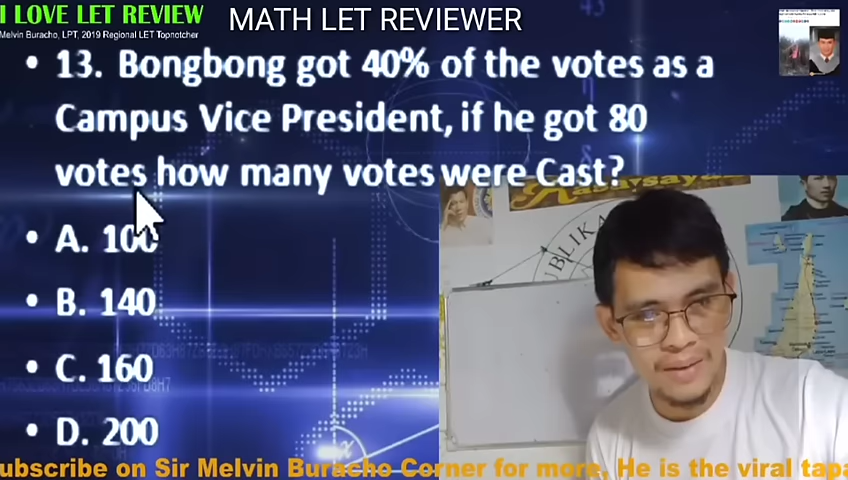 I LOVE LET REVIEW
MATH LET REVIEWER
Melvin Buracho, LPT, 2019 Regional LET Topnotcher
• 13. Bongbong got 40% of the votes as a
Campus Vice President, if he got 80
votes how many votes were Cast?
• A. 100
• B. 140
• C. 160
• D. 200
ubscribe on Sir Melvin Buracho Corner for more, He is the viral tapa